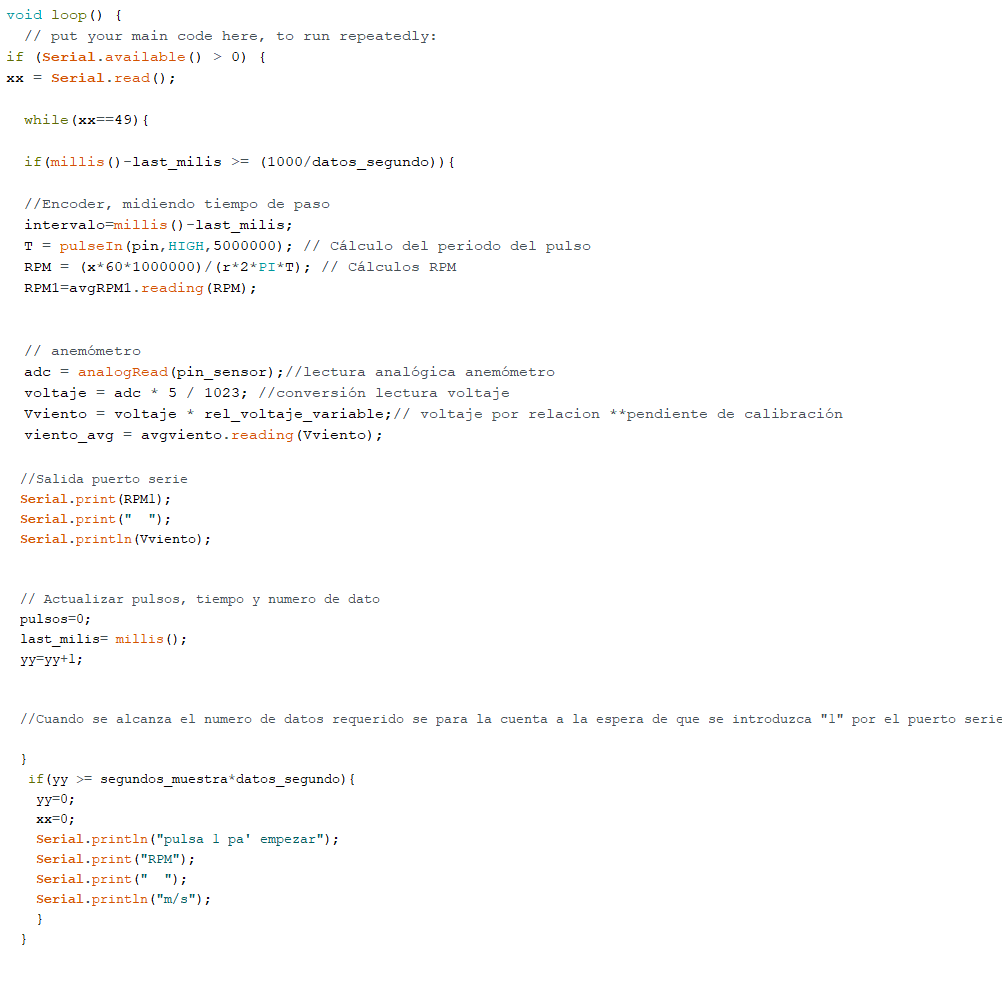 void loop() {
// put your main code here, to run repeatedly:
if (Serial.available() > 0) {
xx = Serial.read();
while(xx==49){
if(millis()-last_milis >= (1000/datos_segundo)){
//Encoder, midiendo tiempo de paso
intervalo=millis()-last_milis;
T = pulseIn(pin,HIGH,5000000); // Cálculo del periodo del pulso
RPM = (x*60*1000000)/(r*2*PI*T); // Cálculos RPM
RPM1=avgRPM1.reading(RPM);
// anemómetro
adc = analogRead(pin_sensor);//lectura analógica anemómetro
voltaje = adc * 5 / 1023; //conversión lectura voltaje
Vviento = voltaje * rel_voltaje_variable;// voltaje por relacion **pendiente de calibración
viento_avg = avgviento.reading(Vviento);
//Salida puerto serie
Serial.print(RPM1);
Serial.print("  ");
Serial.println(Vviento);
// Actualizar pulsos, tiempo y numero de dato
pulsos=0;
last_milis= millis();
yy=yy+1;
//Cuando se alcanza el numero de datos requerido se para la cuenta a la espera de que se introduzca "1" por el puerto serie
}
if(yy >= segundos_muestra*datos_segundo){
yy=0;
xx=0;
Serial.println("pulsa 1 pa' empezar");
Serial.print("RPM");
Serial.print("  ");
Serial.println("m/s");
}
}